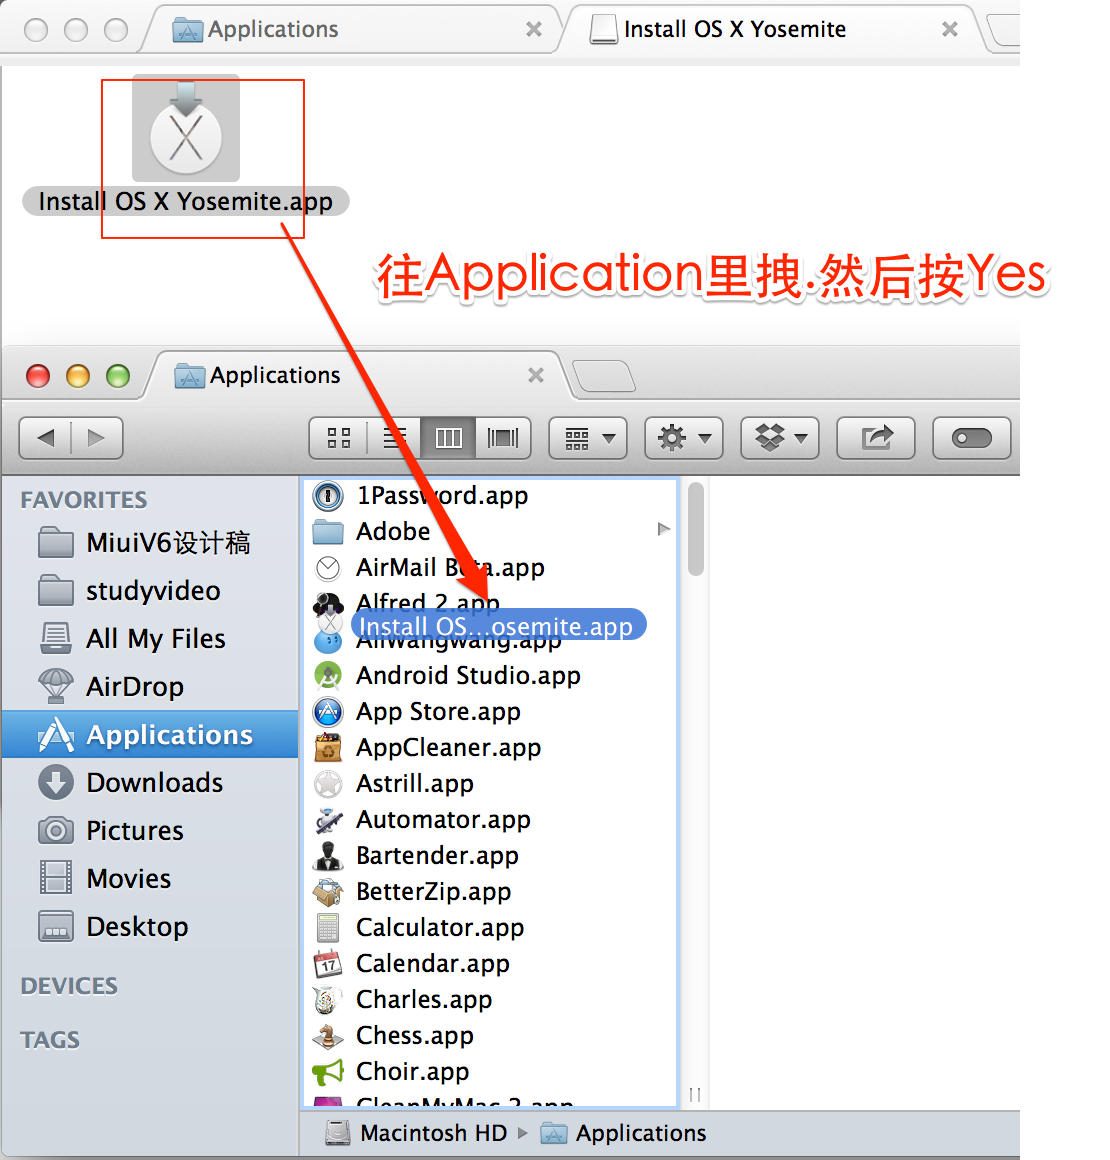 Applications
Install OS X Yosemite
Install OS X Yosemite.app
往Application里拽.然后按Yes
Applications
FAVORITES
MiuiV6设计稿
studyvideo
All My Files
AirDrop
Applications
Downloads
Pictures
Movies
Desktop
DEVICES
TAGS
1Password.app
Adobe
AirMail Beta.app
Alfred 2.app
Install OS...osemite.app
AliWangwang.app
Android Studio.app
App Store.app
AppCleaner.app
Astrill.app
Automator.app
Bartender.app
BetterZip.app
Calculator.app
Calendar.app
Charles.app
Chess.app
Choir.app
CleanMyMac 2.app
Macintosh HD
Applications